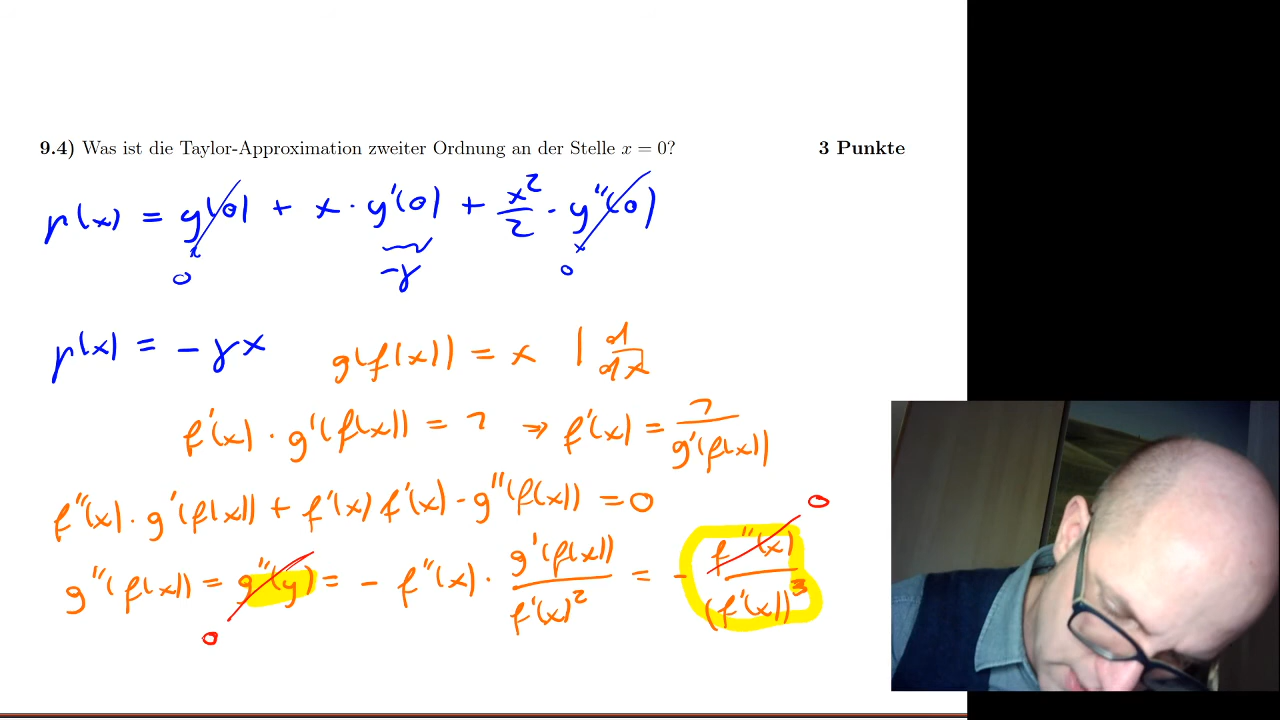 9.4) Was ist die Taylor-Approximation zweiter Ordnung an der Stelle x = 0? 3 Punkte
p(x) = y(0) + x · y'(0) + x²/2 · y''(0)
0 -γ 0
p(x) = - γx g(f(x)) = x | d/dx
f'(x) · g'(f(x)) = 1 ⇒ f'(x) = 1/g'(f(x))
f''(x) · g'(f(x)) + f'(x) f'(x) · g''(f(x)) = 0
0
g''(f(x)) = g''(y) = - f''(x) · g'(f(x))/f'(x)² = - f''(x)/(f'(x))³
0